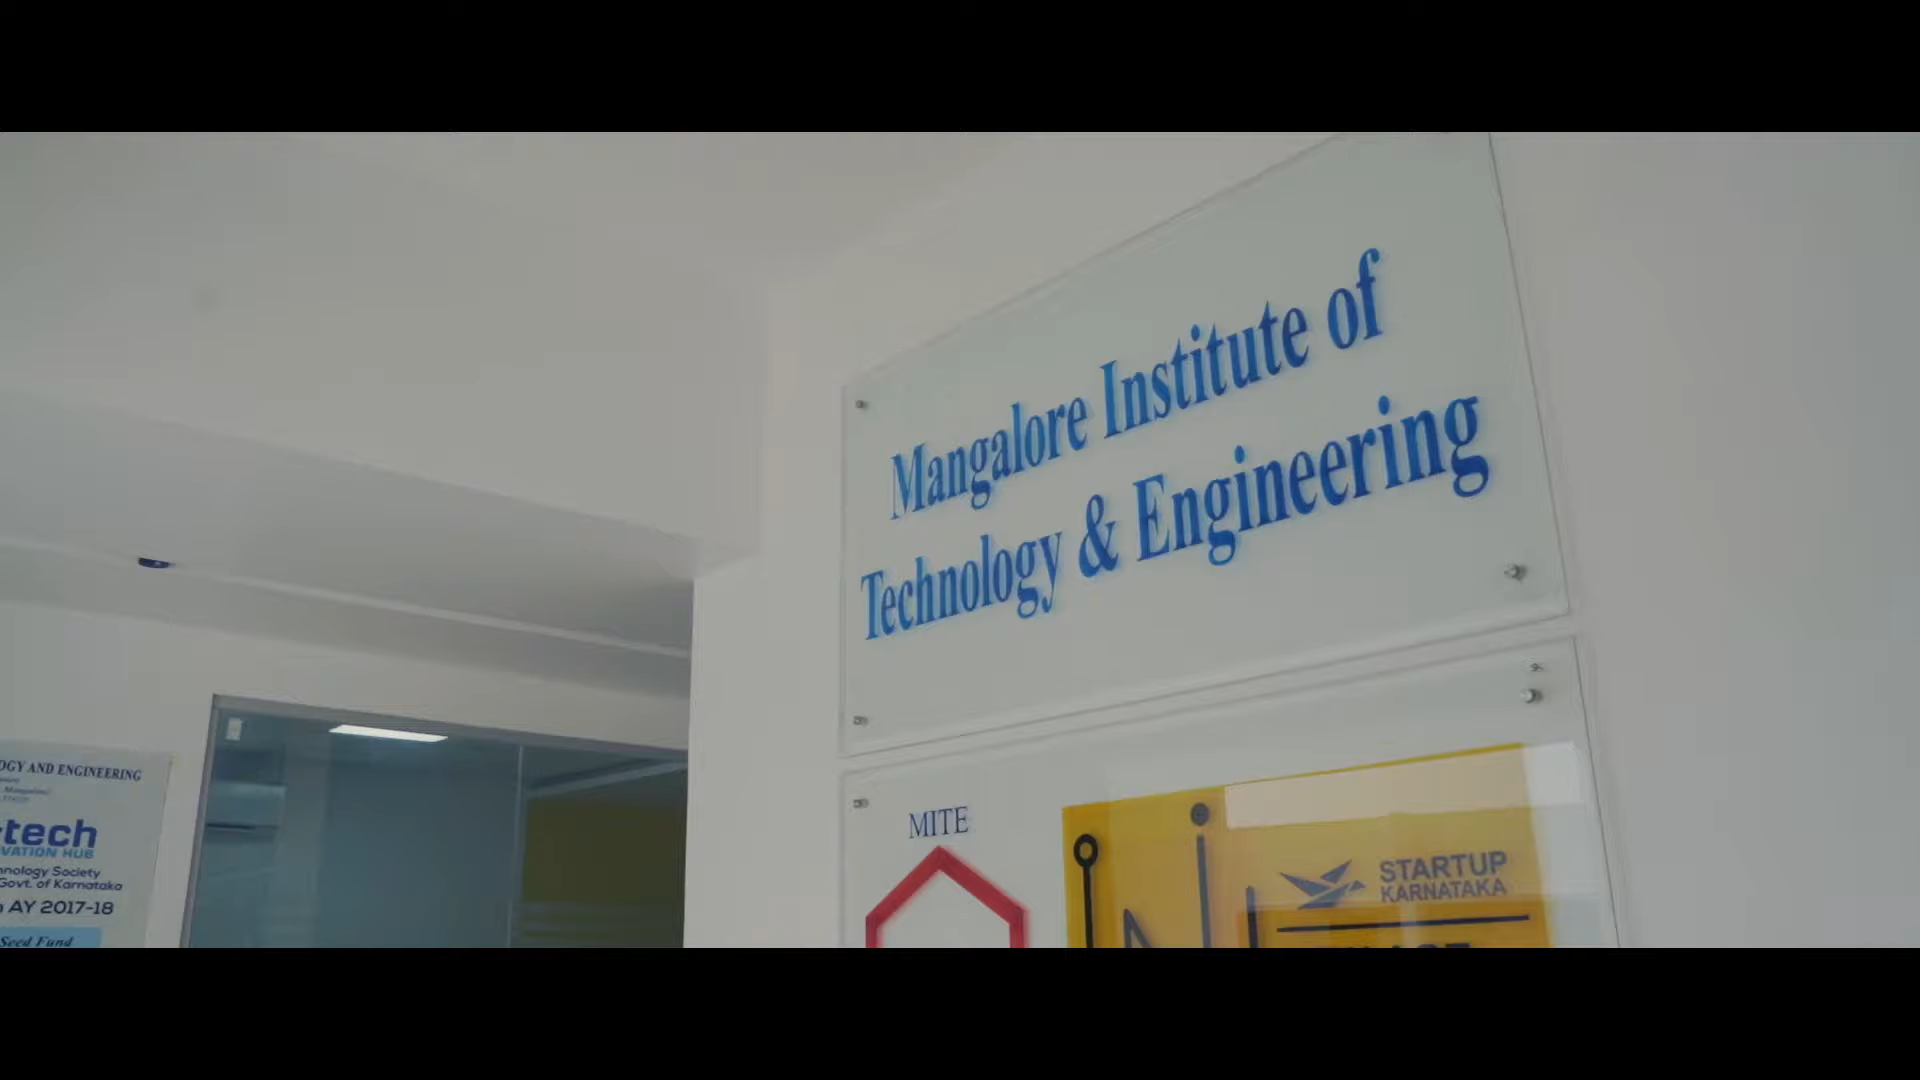 Mangalore Institute of
Technology & Engineering
MITE
STARTUP
KARNATAKA
OGY AND ENGINEERING
-tech
VATION HUB
hnology Society
Govt. of Karnataka
AY 2017-18
Seed Fund